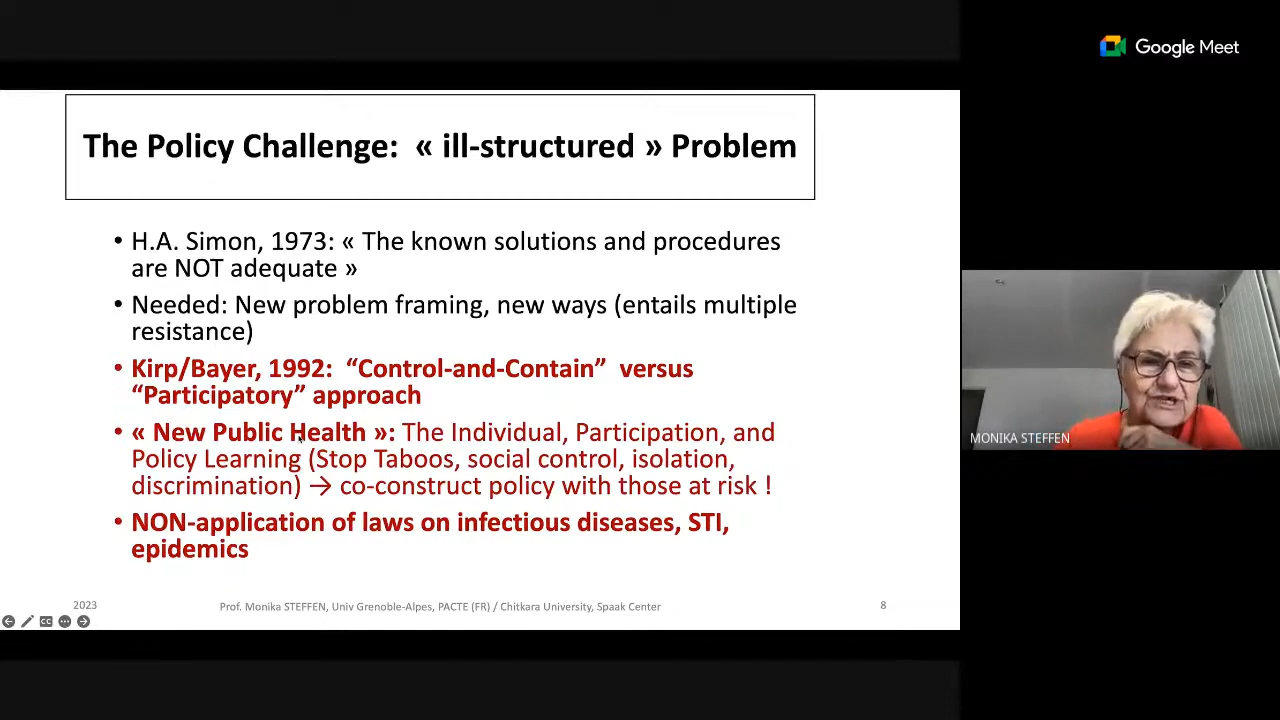 Google Meet
The Policy Challenge: « ill-structured » Problem
• H.A. Simon, 1973: « The known solutions and procedures
are NOT adequate »
• Needed: New problem framing, new ways (entails multiple
resistance)
• Kirp/Bayer, 1992: “Control-and-Contain” versus
“Participatory” approach
• « New Public Health »: The Individual, Participation, and
Policy Learning (Stop Taboos, social control, isolation,
discrimination) → co-construct policy with those at risk !
• NON-application of laws on infectious diseases, STI,
epidemics
2023
Prof. Monika STEFFEN, Univ Grenoble-Alpes, PACTE (FR) / Chitkara University, Spaak Center
8
CC
MONIKA STEFFEN